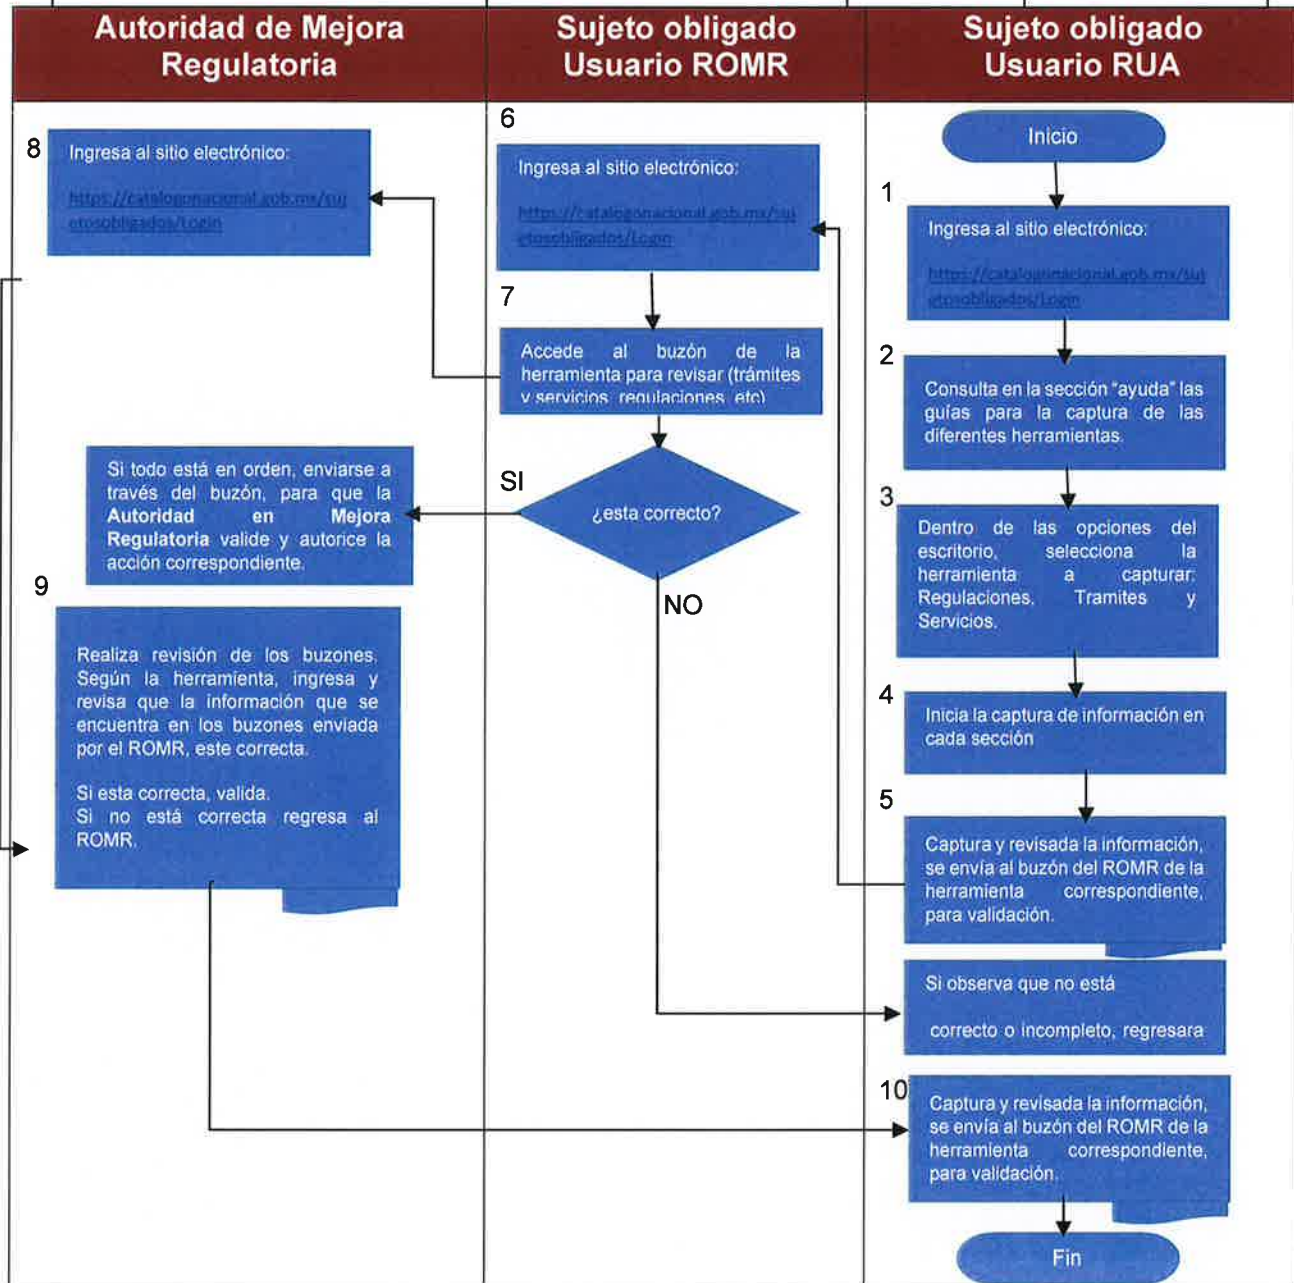 Autoridad de Mejora
Regulatoria
Sujeto obligado
Usuario ROMR
Sujeto obligado
Usuario RUA
8
Ingresa al sitio electrónico:
https://catalogonacional.gob.mx/suj
etosobligados/Login
Si todo está en orden, enviarse a
través del buzón, para que la
Autoridad en Mejora
Regulatoria valide y autorice la
acción correspondiente.
9
Realiza revisión de los buzones.
Según la herramienta, ingresa y
revisa que la información que se
encuentra en los buzones enviada
por el ROMR, este correcta.
Si esta correcta, valida.
Si no está correcta regresa al
ROMR.
6
Ingresa al sitio electrónico:
https://catalogonacional.gob.mx/suj
etosobligados/Login
7
Accede al buzón de la
herramienta para revisar (trámites
y servicios, regulaciones, etc)
SI
¿esta correcto?
NO
Inicio
1
Ingresa al sitio electrónico:
https://catalogonacional.gob.mx/suj
etosobligados/Login
2
Consulta en la sección "ayuda" las
guías para la captura de las
diferentes herramientas.
3
Dentro de las opciones del
escritorio, selecciona la
herramienta a capturar:
Regulaciones, Tramites y
Servicios.
4
Inicia la captura de información en
cada sección
5
Captura y revisada la información,
se envía al buzón del ROMR de la
herramienta correspondiente,
para validación.
Si observa que no está
correcto o incompleto, regresara
10
Captura y revisada la información,
se envía al buzón del ROMR de la
herramienta correspondiente,
para validación.
Fin